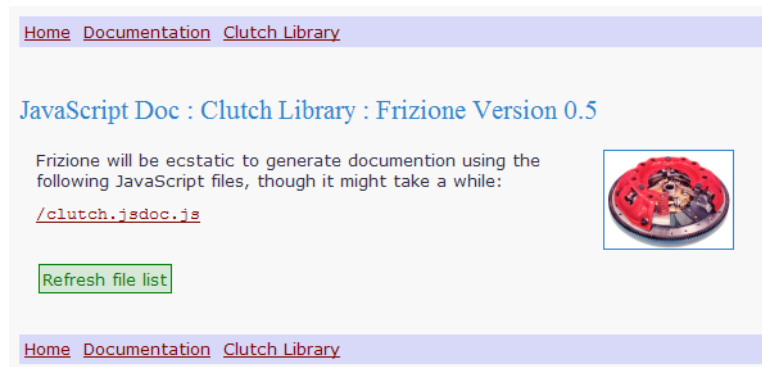 Home Documentation Clutch Library
JavaScript Doc : Clutch Library : Frizione Version 0.5
Frizione will be ecstatic to generate documention using the
following JavaScript files, though it might take a while:
/clutch.jsdoc.js
Refresh file list
Home Documentation Clutch Library